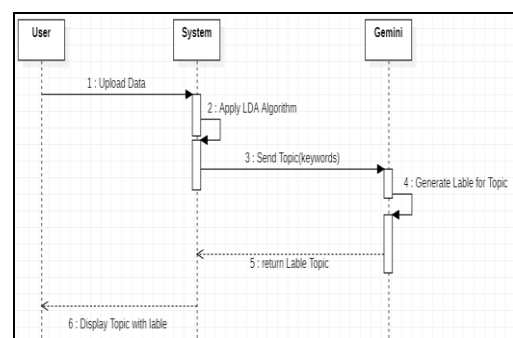 User
System
Gemini
1 : Upload Data
2 : Apply LDA Algorithm
3 : Send Topic(keywords)
4 : Generate Lable for Topic
5 : return Lable Topic
6 : Display Topic with lable